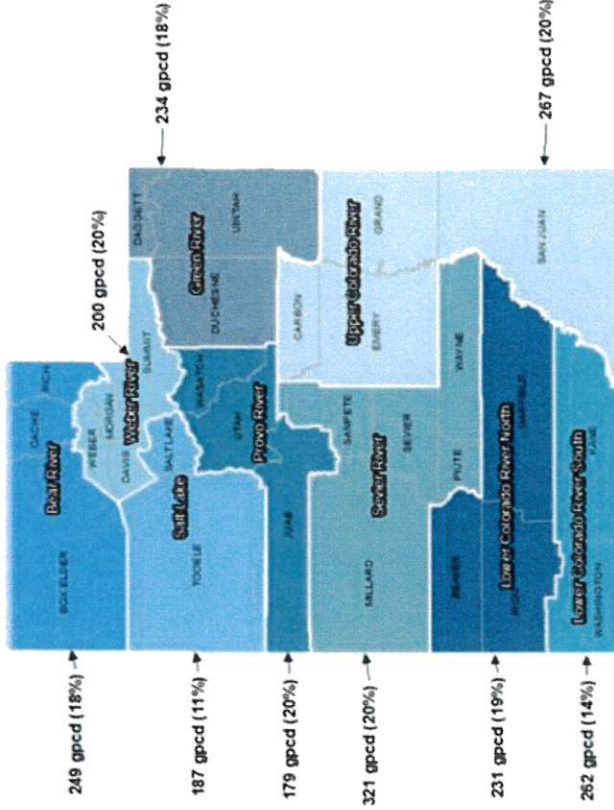 249 gpcd (18%)
BOX ELDER
Bear River
CACHE
RICH
200 gpcd (20%)
WEBER
MORGAN
DAVIS
Weber River
SUMMIT
DAGGETT
234 gpcd (18%)
187 gpcd (11%)
TOOELE
Salt Lake
SALT LAKE
WASATCH
UTAH
Provo River
DUCHESNE
Green River
UINTAH
179 gpcd (20%)
JUAB
CARBON
321 gpcd (20%)
MILLARD
SANPETE
Sevier River
SEVIER
EMERY
Upper Colorado River
GRAND
PIUTE
WAYNE
231 gpcd (19%)
BEAVER
Lower Colorado River North
GARFIELD
SAN JUAN
267 gpcd (20%)
262 gpcd (14%)
WASHINGTON
Lower Colorado River South
KANE